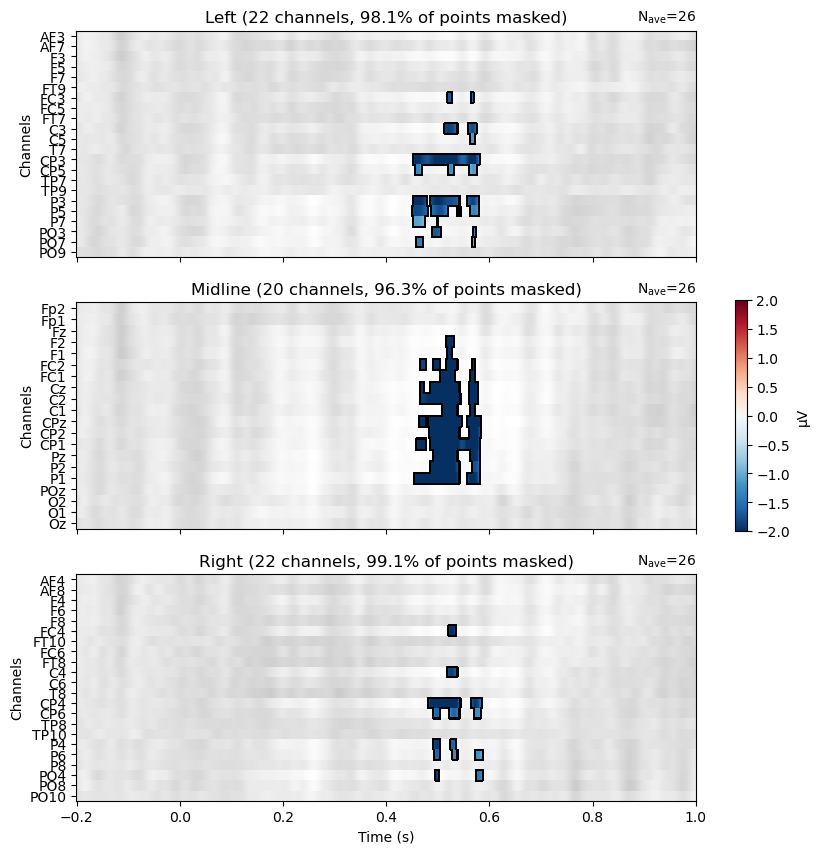 Left (22 channels, 98.1% of points masked)
Nave=26
Channels
AF3
AF7
F3
F5
F7
FT9
FC3
FC5
FT7
C3
C5
T7
CP3
CP5
TP7
TP9
P3
P5
P7
PO3
PO7
PO9
Midline (20 channels, 96.3% of points masked)
Nave=26
Channels
Fp2
Fp1
Fz
F2
F1
FC2
FC1
Cz
C2
C1
CPz
CP2
CP1
Pz
P2
P1
POz
O2
O1
Oz
2.0
1.5
1.0
0.5
0.0
−0.5
−1.0
−1.5
−2.0
µV
Right (22 channels, 99.1% of points masked)
Nave=26
Channels
AF4
AF8
F4
F6
F8
FC4
FT10
FC6
FT8
C4
C6
T8
CP4
CP6
TP8
TP10
P4
P6
P8
PO4
PO8
PO10
−0.2 0.0 0.2 0.4 0.6 0.8 1.0
Time (s)